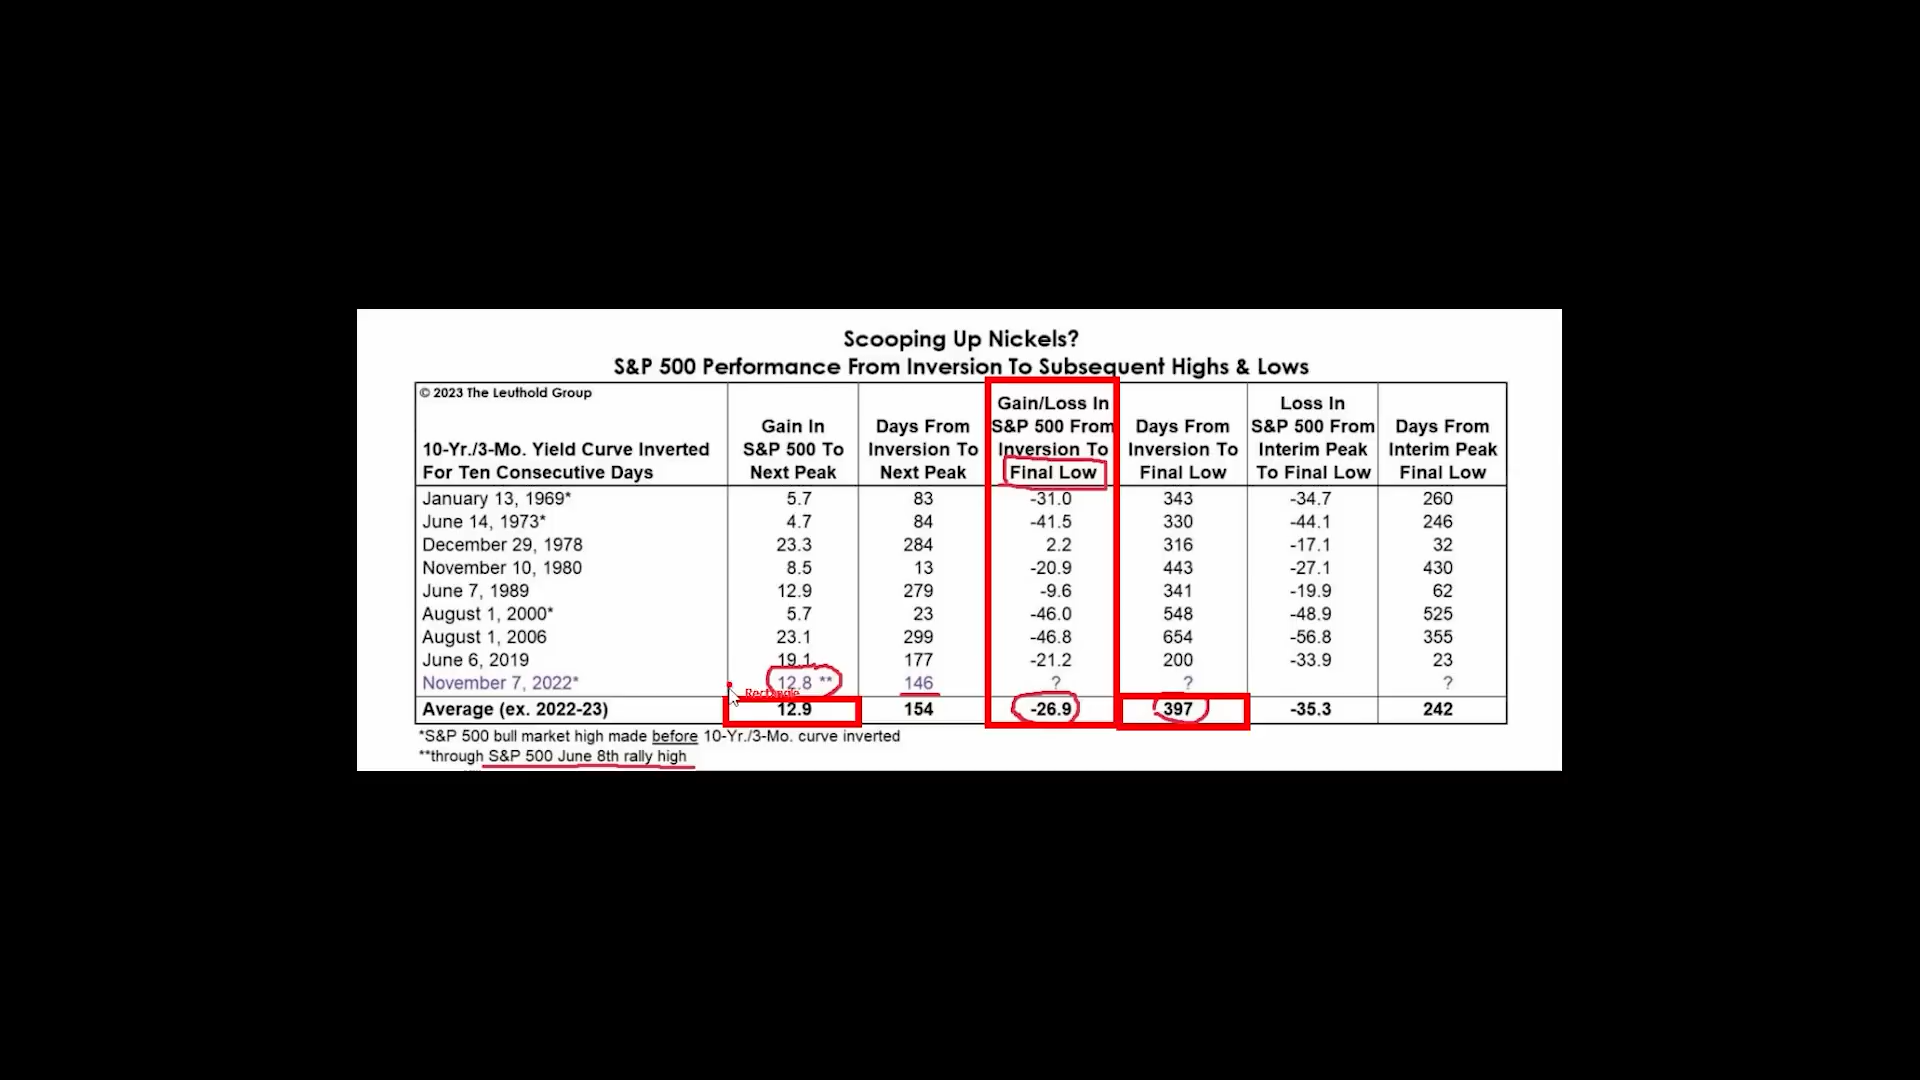 Scooping Up Nickels?
S&P 500 Performance From Inversion To Subsequent Highs & Lows
© 2023 The Leuthold Group
10-Yr./3-Mo. Yield Curve Inverted For Ten Consecutive Days | Gain In S&P 500 To Next Peak | Days From Inversion To Next Peak | Gain/Loss In S&P 500 From Inversion To Final Low | Days From Inversion To Final Low | Loss In S&P 500 From Interim Peak To Final Low | Days From Interim Peak Final Low
January 13, 1969* 5.7 83 -31.0 343 -34.7 260
June 14, 1973* 4.7 84 -41.5 330 -44.1 246
December 29, 1978 23.3 284 2.2 316 -17.1 32
November 10, 1980 8.5 13 -20.9 443 -27.1 430
June 7, 1989 12.9 279 -9.6 341 -19.9 62
August 1, 2000* 5.7 23 -46.0 548 -48.9 525
August 1, 2006 23.1 299 -46.8 654 -56.8 355
June 6, 2019 19.1 177 -21.2 200 -33.9 23
November 7, 2022* 12.8 ** 146 ? ? ?
Rectangle
Average (ex. 2022-23) 12.9 154 -26.9 397 -35.3 242
*S&P 500 bull market high made before 10-Yr./3-Mo. curve inverted
**through S&P 500 June 8th rally high